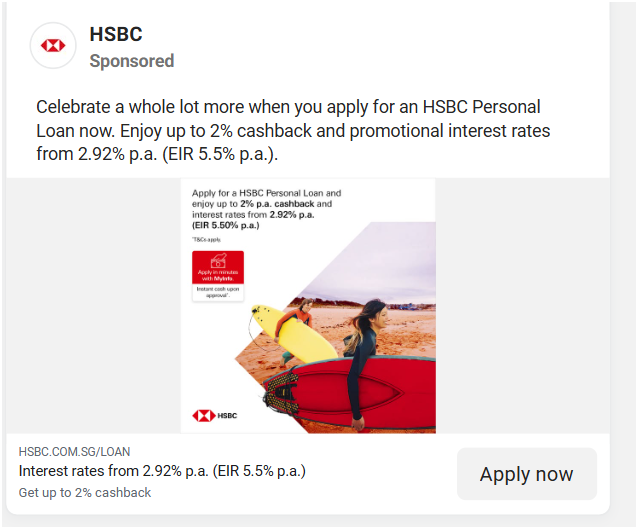 HSBC
Sponsored
Celebrate a whole lot more when you apply for an HSBC Personal
Loan now. Enjoy up to 2% cashback and promotional interest rates
from 2.92% p.a. (EIR 5.5% p.a.).
Apply for a HSBC Personal Loan and
enjoy up to 2% p.a. cashback and
interest rates from 2.92% p.a.
(EIR 5.50% p.a.)
*T&Cs apply.
Apply in minutes
with MyInfo.
Instant cash upon
approval*.
HSBC
HSBC.COM.SG/LOAN
Interest rates from 2.92% p.a. (EIR 5.5% p.a.)
Get up to 2% cashback
Apply now